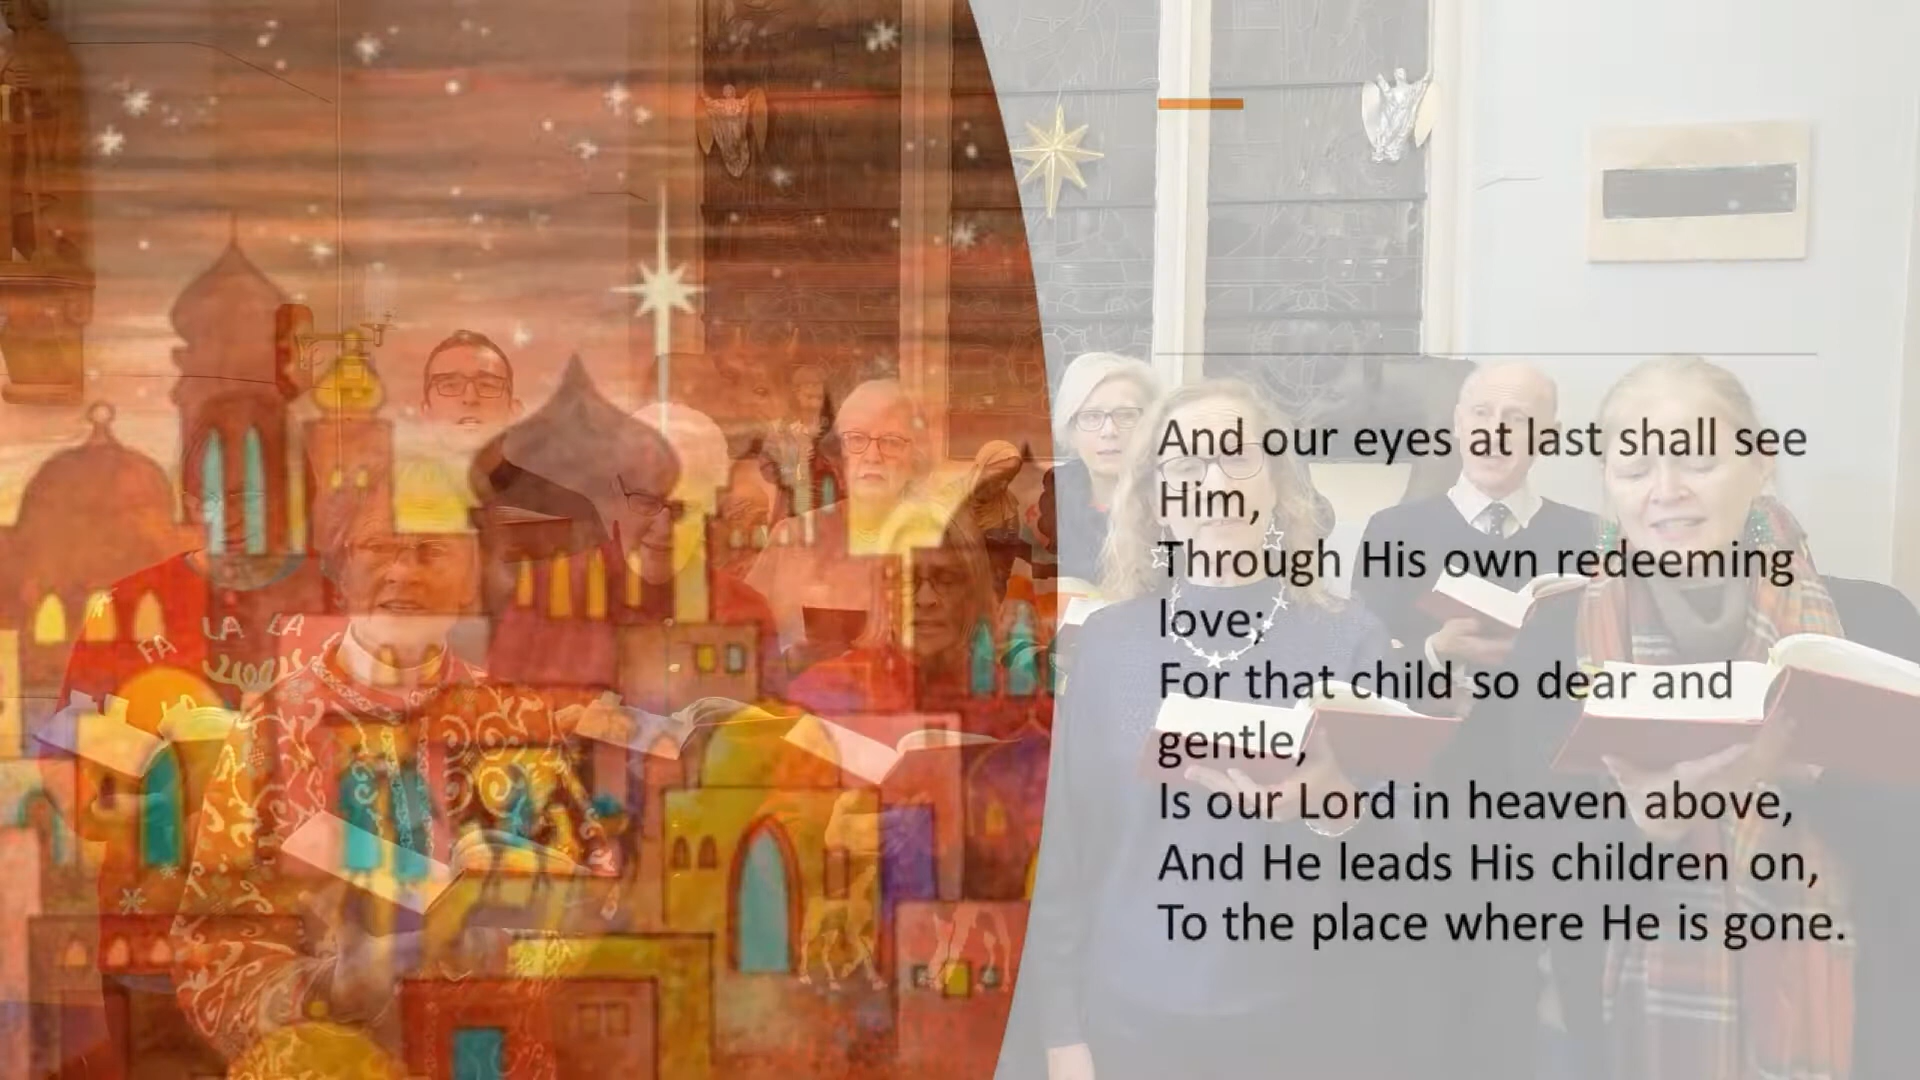 And our eyes at last shall see
Him,
Through His own redeeming
love;
For that child so dear and
gentle,
Is our Lord in heaven above,
And He leads His children on,
To the place where He is gone.
FA LA LA